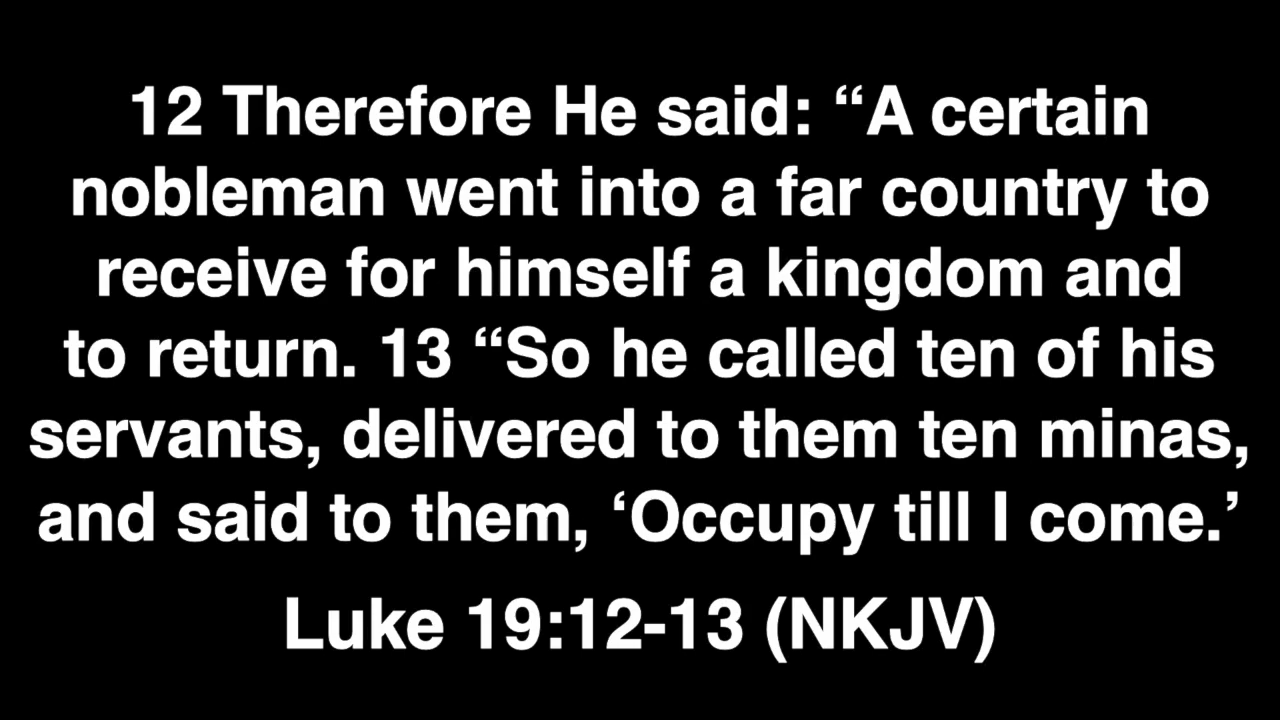 12 Therefore He said: “A certain
nobleman went into a far country to
receive for himself a kingdom and
to return. 13 “So he called ten of his
servants, delivered to them ten minas,
and said to them, ‘Occupy till I come.’
Luke 19:12-13 (NKJV)